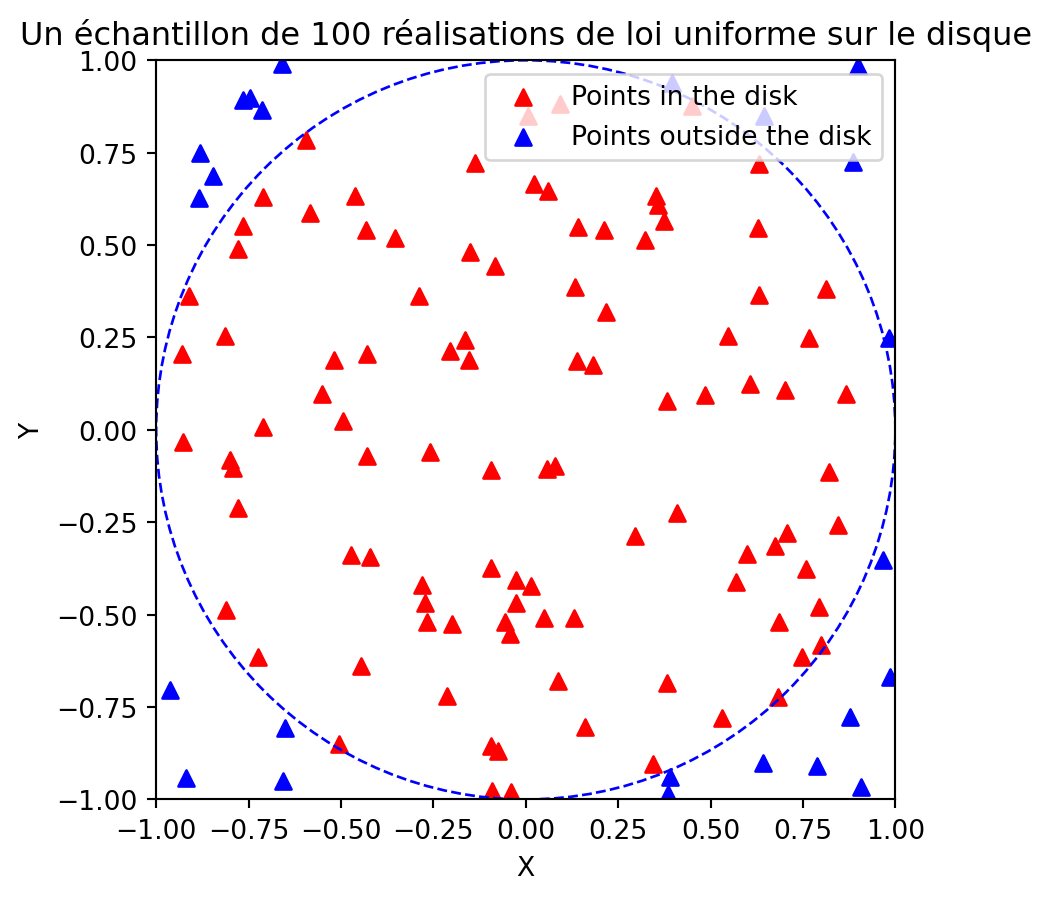 Un échantillon de 100 réalisations de loi uniforme sur le disque
1.00
Points in the disk
Points outside the disk
0.75
0.50
0.25
Y
0.00
−0.25
−0.50
−0.75
−1.00
−1.00 −0.75 −0.50 −0.25 0.00 0.25 0.50 0.75 1.00
X